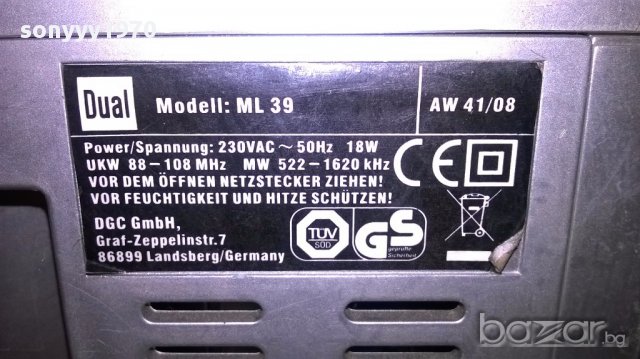 sonyyy1970
Dual
Modell: ML 39
AW 41/08
Power/Spannung: 230VAC ~ 50Hz 18W
UKW 88 – 108 MHz MW 522 – 1620 kHz
VOR DEM ÖFFNEN NETZSTECKER ZIEHEN!
VOR FEUCHTIGKEIT UND HITZE SCHÜTZEN!
DGC GmbH,
Graf-Zeppelinstr.7
86899 Landsberg/Germany
CE
TÜV
SÜD
GS
geprüfte
Sicherheit
bazar.bg